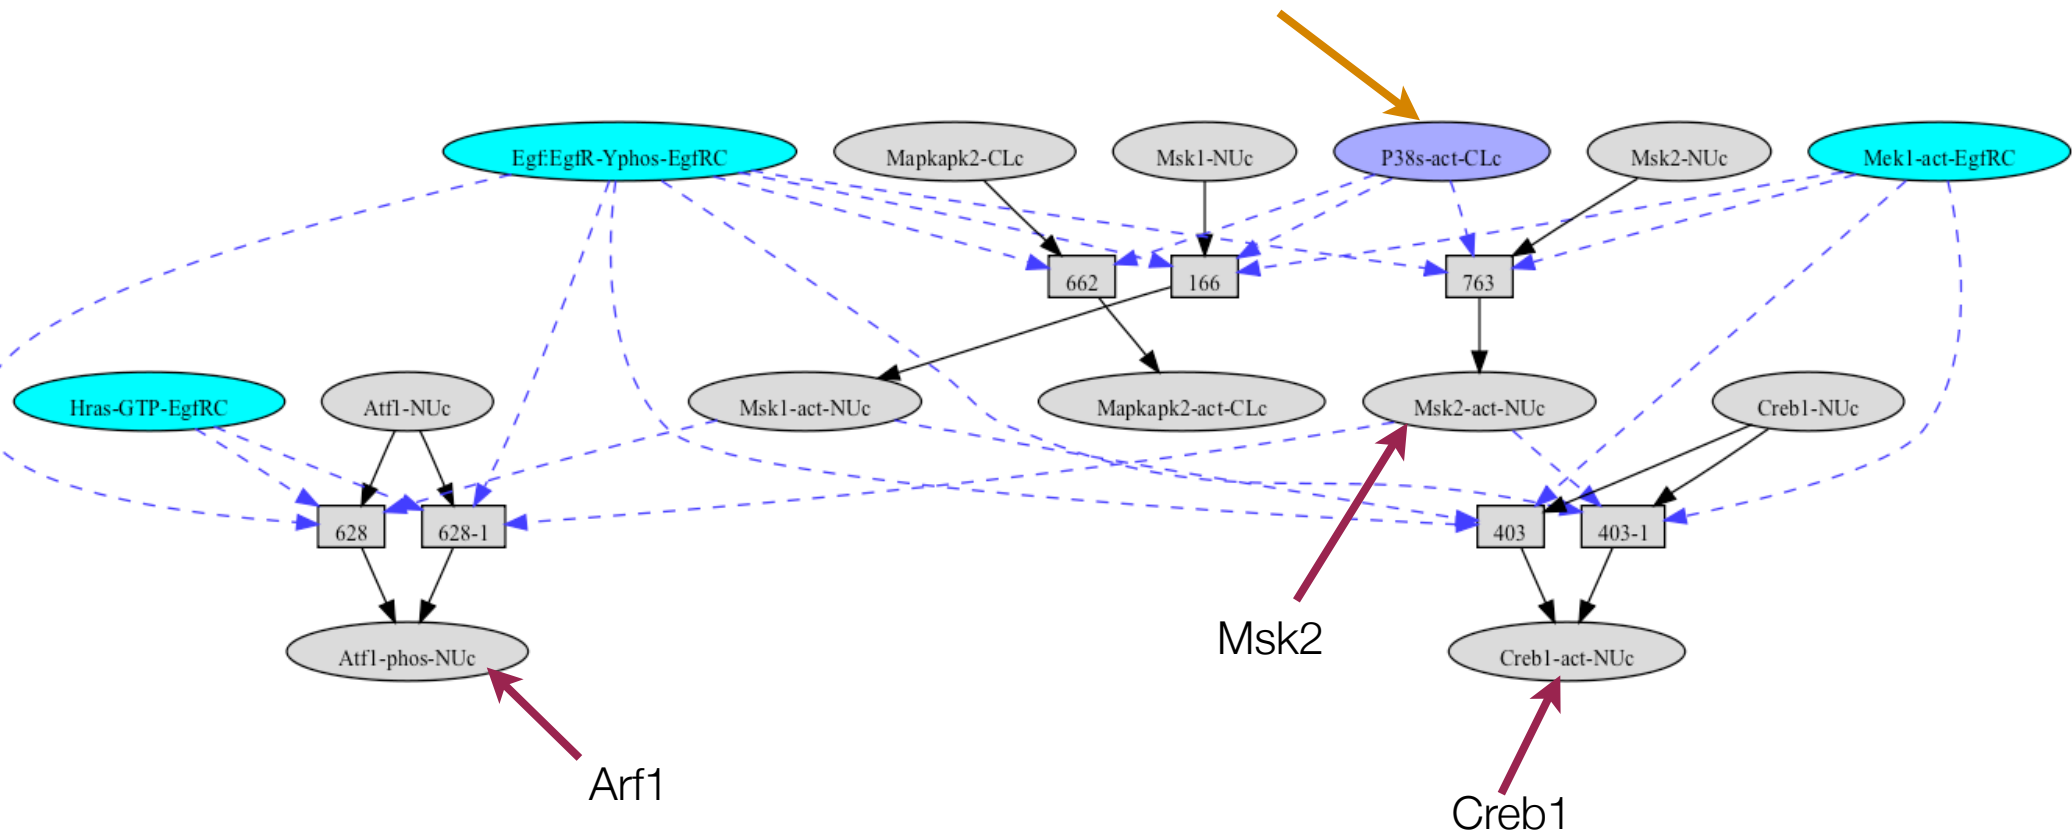 Egf:EgfR-Yphos-EgfRC
Mapkapk2-CLc
Msk1-NUc
P38s-act-CLc
Msk2-NUc
Mek1-act-EgfRC
662
166
763
Hras-GTP-EgfRC
Atf1-NUc
Msk1-act-NUc
Mapkapk2-act-CLc
Msk2-act-NUc
Creb1-NUc
628
628-1
403
403-1
Msk2
Atf1-phos-NUc
Creb1-act-NUc
Arf1
Creb1